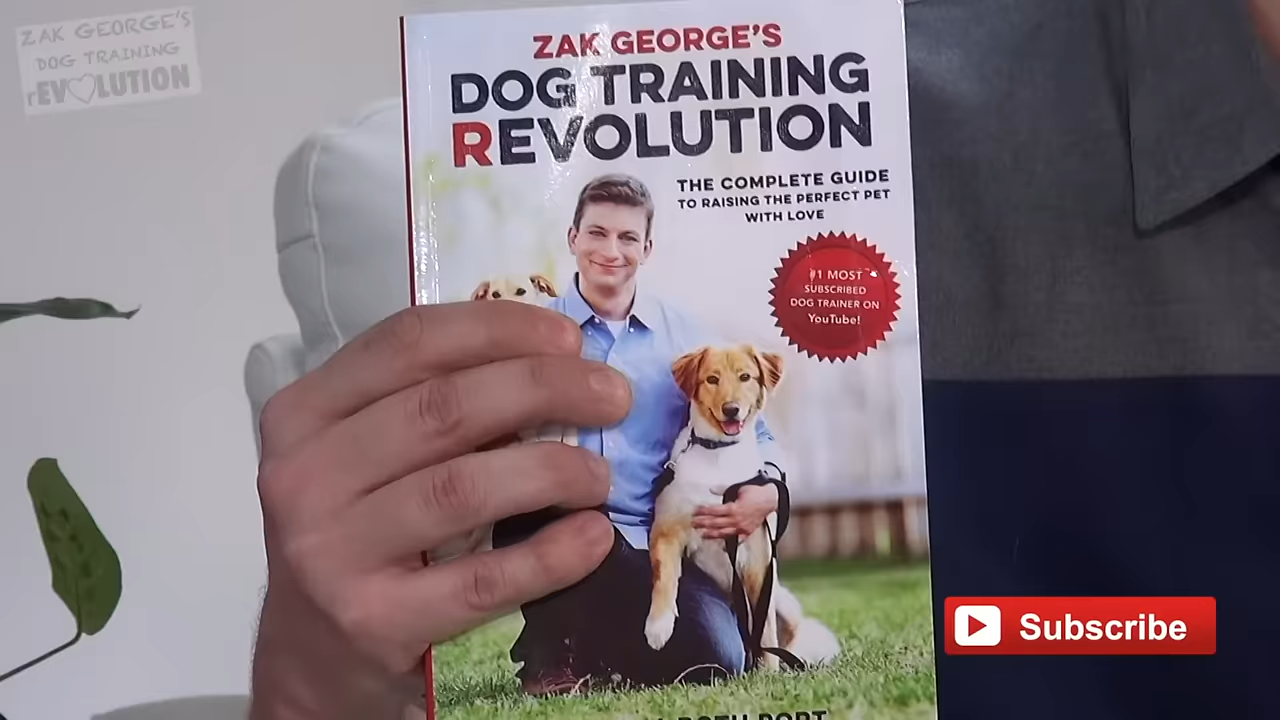 ZAK GEORGE'S
DOG TRAINING
rEV♡LUTION
ZAK GEORGE'S
DOG TRAINING
REVOLUTION
THE COMPLETE GUIDE
TO RAISING THE PERFECT PET
WITH LOVE
#1 MOST
SUBSCRIBED
DOG TRAINER ON
YouTube!
Subscribe